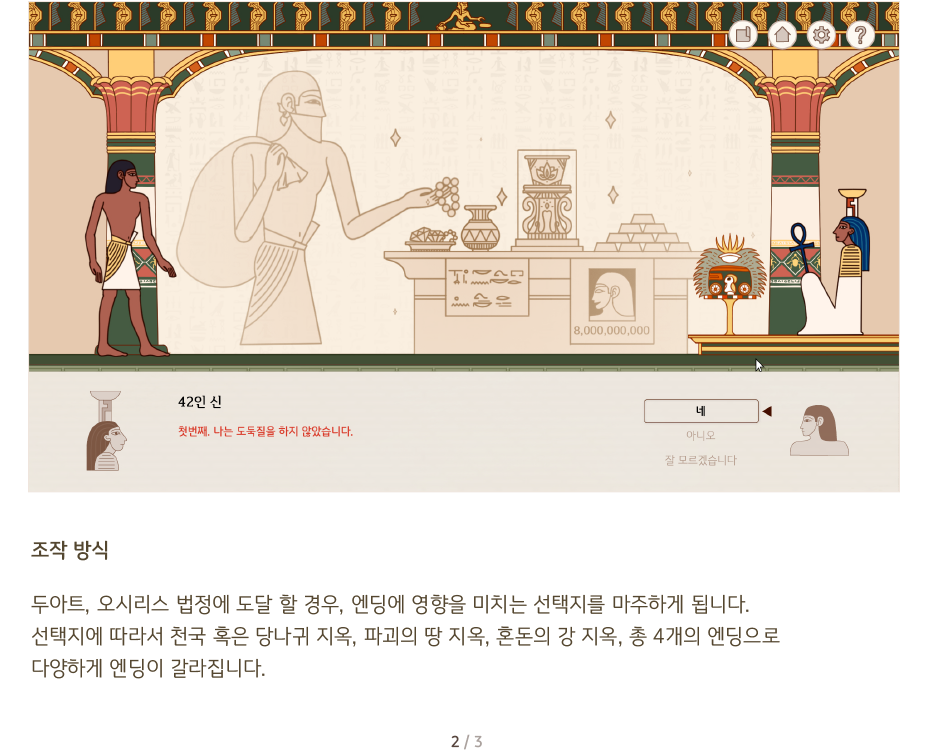 8,000,000,000
42인 신
첫번째. 나는 도둑질을 하지 않았습니다.
네
아니오
잘 모르겠습니다
조작 방식
두아트, 오시리스 법정에 도달 할 경우, 엔딩에 영향을 미치는 선택지를 마주하게 됩니다.
선택지에 따라서 천국 혹은 당나귀 지옥, 파괴의 땅 지옥, 혼돈의 강 지옥, 총 4개의 엔딩으로
다양하게 엔딩이 갈라집니다.
2 / 3